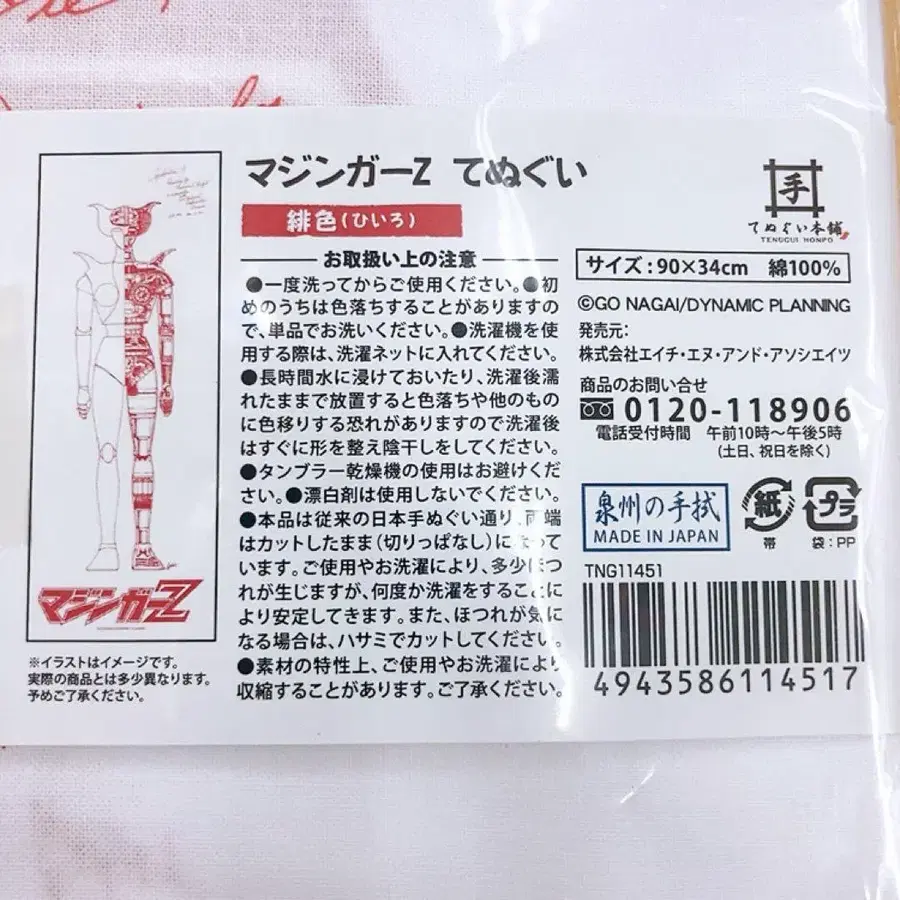 マジンガーZ てぬぐい
緋色(ひいろ)
お取扱い上の注意
●一度洗ってからご使用ください。●初
めのうちは色落ちすることがありますの
で、単品でお洗いください。●洗濯機を使
用する際は、洗濯ネットに入れてください。
●長時間水に浸けておいたり、洗濯後濡
れたままで放置すると色落ちや他のもの
に色移りする恐れがありますので洗濯後
はすぐに形を整え陰干しをしてください。
●タンブラー乾燥機の使用はお避けくだ
さい。●漂白剤は使用しないでください。
●本品は従来の日本手ぬぐい通り、両端
はカットしたまま(切りっぱなし)になって
います。ご使用やお洗濯により、多少ほつ
れが生じますが、何度か洗濯をすることに
より安定してきます。また、ほつれが気に
なる場合は、ハサミでカットしてください。
●素材の特性上、ご使用やお洗濯により
収縮することがあります。ご了承ください。
マジンガーZ
※イラストはイメージです。
実際の商品とは多少異なります。
予めご了承ください。
手
てぬぐい本舗
TENUGUI HONPO
サイズ:90×34cm 綿100%
©GO NAGAI/DYNAMIC PLANNING
発売元:
株式会社エイチ・エヌ・アンド・アソシエイツ
商品のお問い合せ
0120-118906
電話受付時間 午前10時~午後5時
(土日、祝日を除く)
泉州の手拭
MADE IN JAPAN
紙
帯
プラ
袋:PP
TNG11451
4943586114517